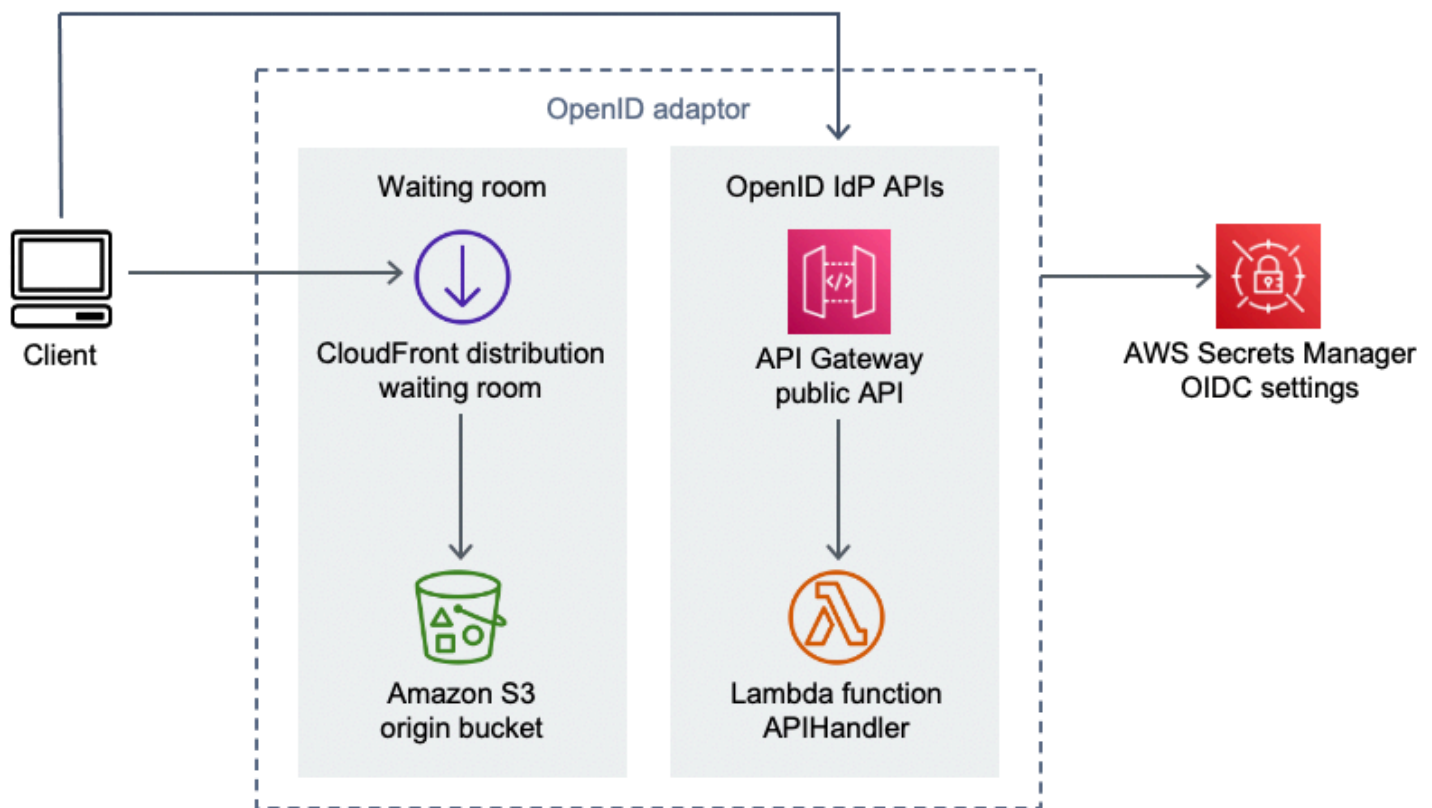 OpenID adaptor
Waiting room
OpenID IdP APIs
</>
Client
CloudFront distribution
waiting room
API Gateway
public API
AWS Secrets Manager
OIDC settings
Amazon S3
origin bucket
Lambda function
APIHandler